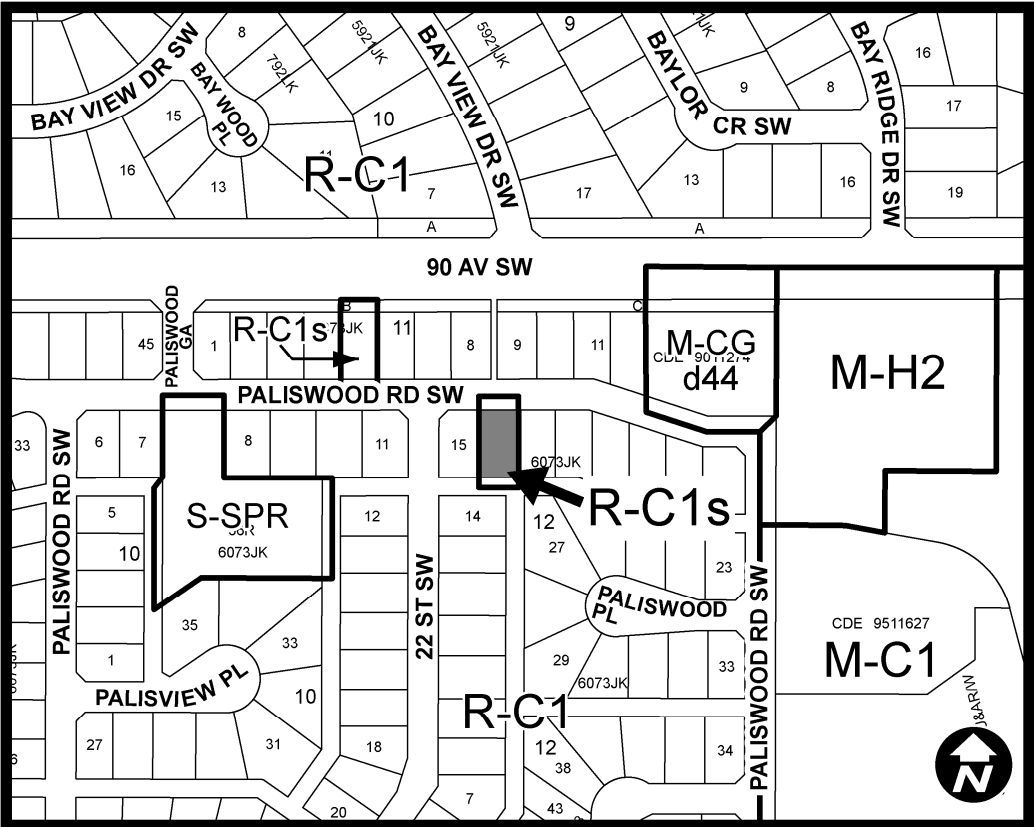 8
5921JK
BAY VIEW DR SW
5921JK
9
BAYLOR
CR SW
BAY RIDGE DR SW
16
792LK
BAY VIEW DR SW
BAY WOOD
PL
15
10
9
8
17
16
13
R-C1
7
17
13
16
19
A
A
90 AV SW
PALISWOOD
GA
B
C
45
1
R-C1s
11
8
9
11
M-CG
d44
M-H2
PALISWOOD RD SW
33
PALISWOOD RD SW
6
7
8
11
15
6073JK
R-C1s
5
S-SPR
6073JK
12
14
12
27
10
22 ST SW
23
PALISWOOD
PL
PALISWOOD RD SW
35
33
CDE 9511627
M-C1
1
29
33
6073JK
PALISVIEW PL
10
R-C1
J&AR/W
27
31
18
12
38
34
N
20
7
43